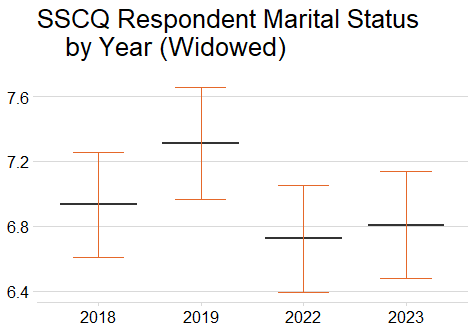 SSCQ Respondent Marital Status
by Year (Widowed)
7.6
7.2
6.8
6.4
2018 2019 2022 2023